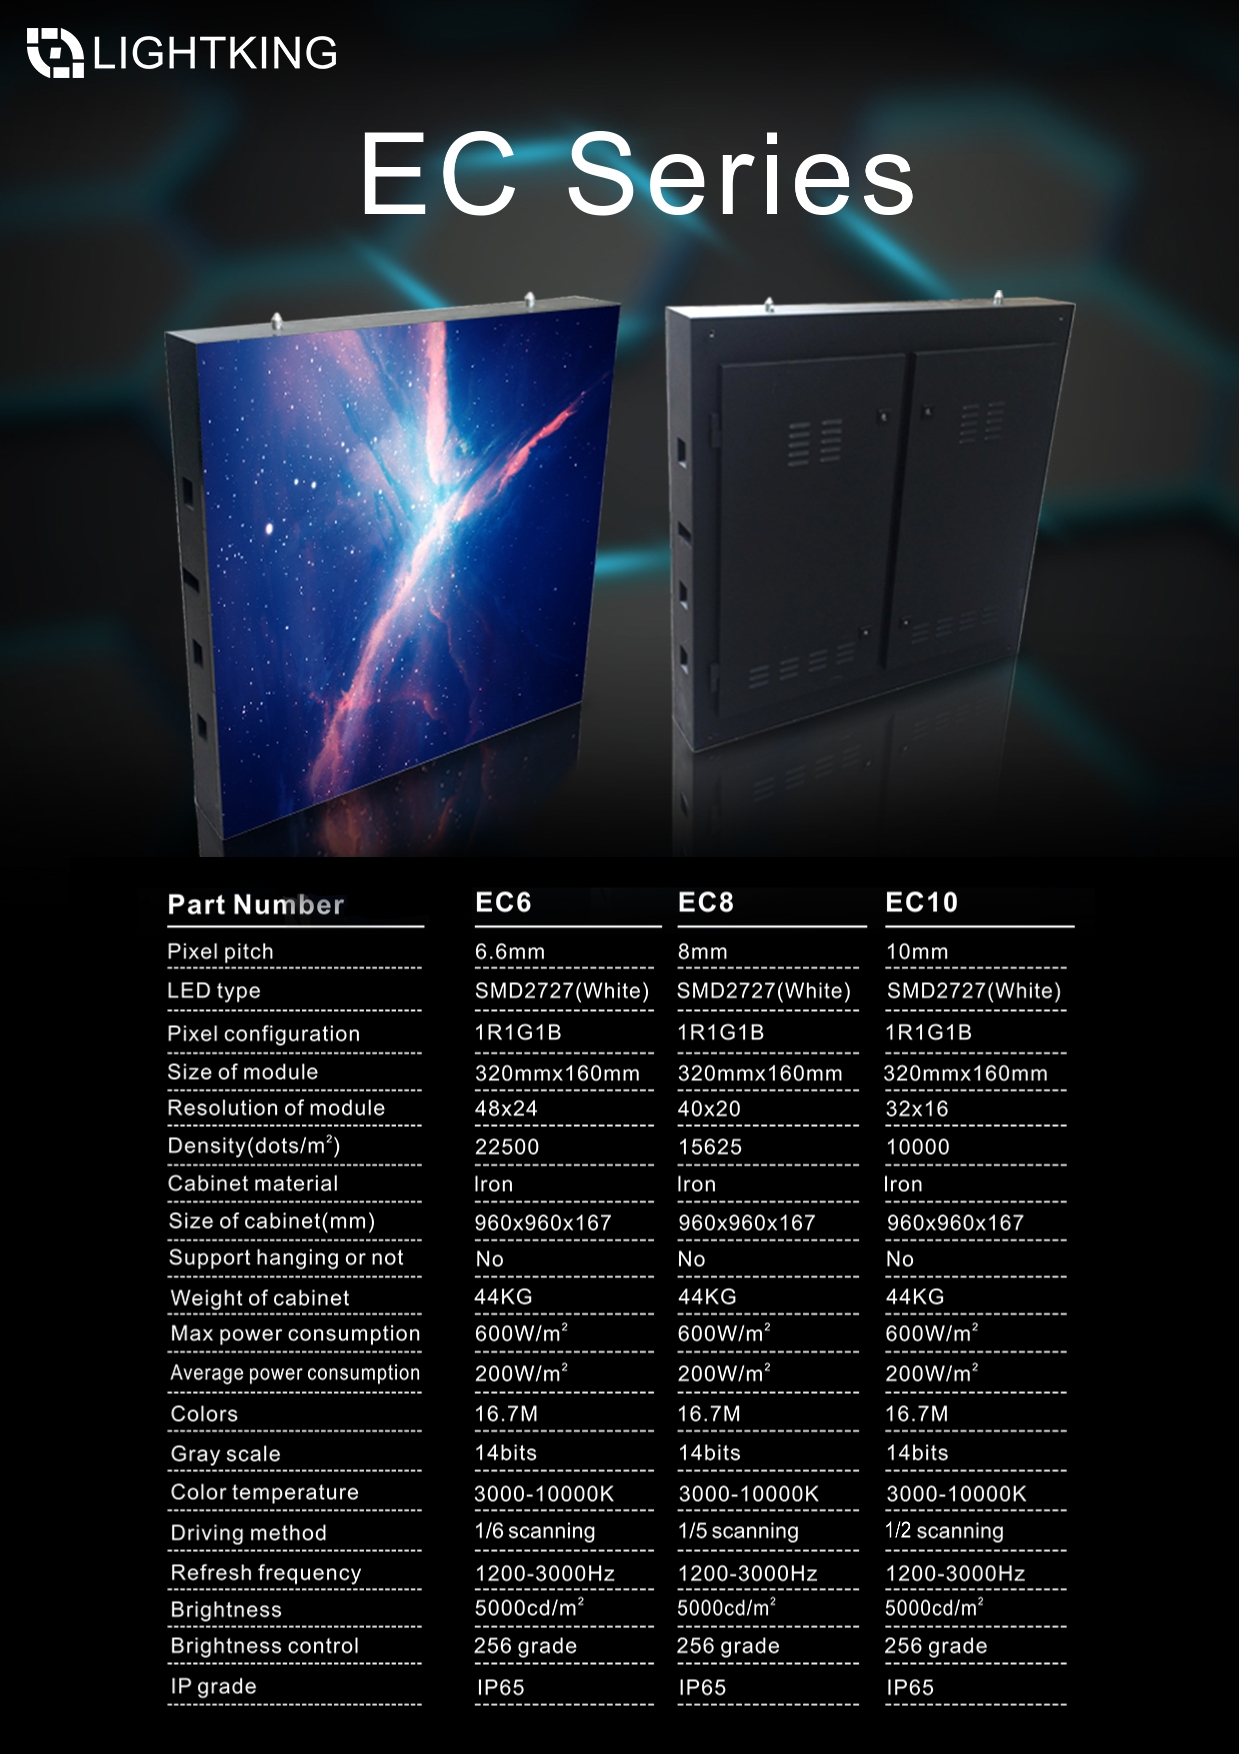 LIGHTKING
EC Series
Part Number EC6 EC8 EC10
Pixel pitch 6.6mm 8mm 10mm
LED type SMD2727(White) SMD2727(White) SMD2727(White)
Pixel configuration 1R1G1B 1R1G1B 1R1G1B
Size of module 320mmx160mm 320mmx160mm 320mmx160mm
Resolution of module 48x24 40x20 32x16
Density(dots/m²) 22500 15625 10000
Cabinet material Iron Iron Iron
Size of cabinet(mm) 960x960x167 960x960x167 960x960x167
Support hanging or not No No No
Weight of cabinet 44KG 44KG 44KG
Max power consumption 600W/m² 600W/m² 600W/m²
Average power consumption 200W/m² 200W/m² 200W/m²
Colors 16.7M 16.7M 16.7M
Gray scale 14bits 14bits 14bits
Color temperature 3000-10000K 3000-10000K 3000-10000K
Driving method 1/6 scanning 1/5 scanning 1/2 scanning
Refresh frequency 1200-3000Hz 1200-3000Hz 1200-3000Hz
Brightness 5000cd/m² 5000cd/m² 5000cd/m²
Brightness control 256 grade 256 grade 256 grade
IP grade IP65 IP65 IP65